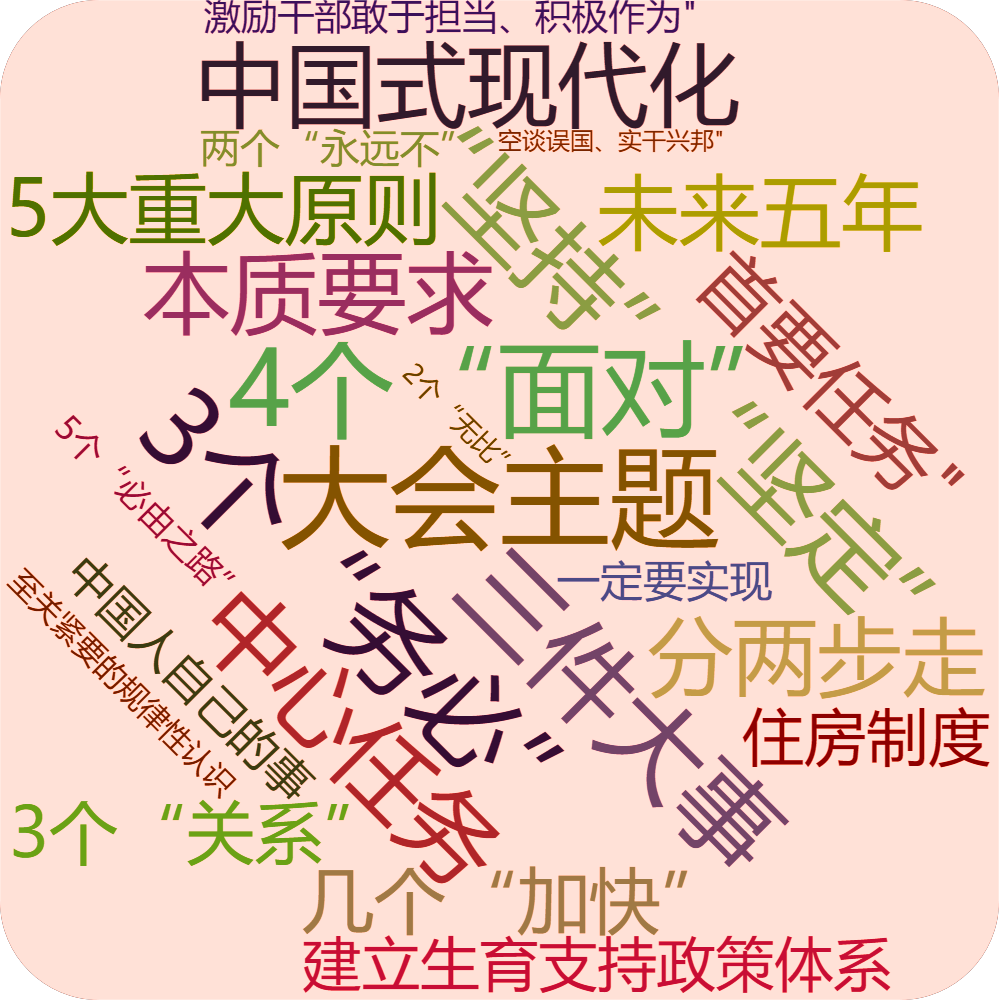 激励干部敢于担当、积极作为"
中国式现代化
两个“永远不”
空谈误国、实干兴邦"
5大重大原则
“坚持”
未来五年
本质要求
首要任务"
4个“面对”
2个“无比”
3个“务必”
5个“必由之路”
大会主题
“坚定”
三件大事
一定要实现
中国人自己的事
至关紧要的规律性认识
中心任务
分两步走
住房制度
3个“关系”
几个“加快”
建立生育支持政策体系